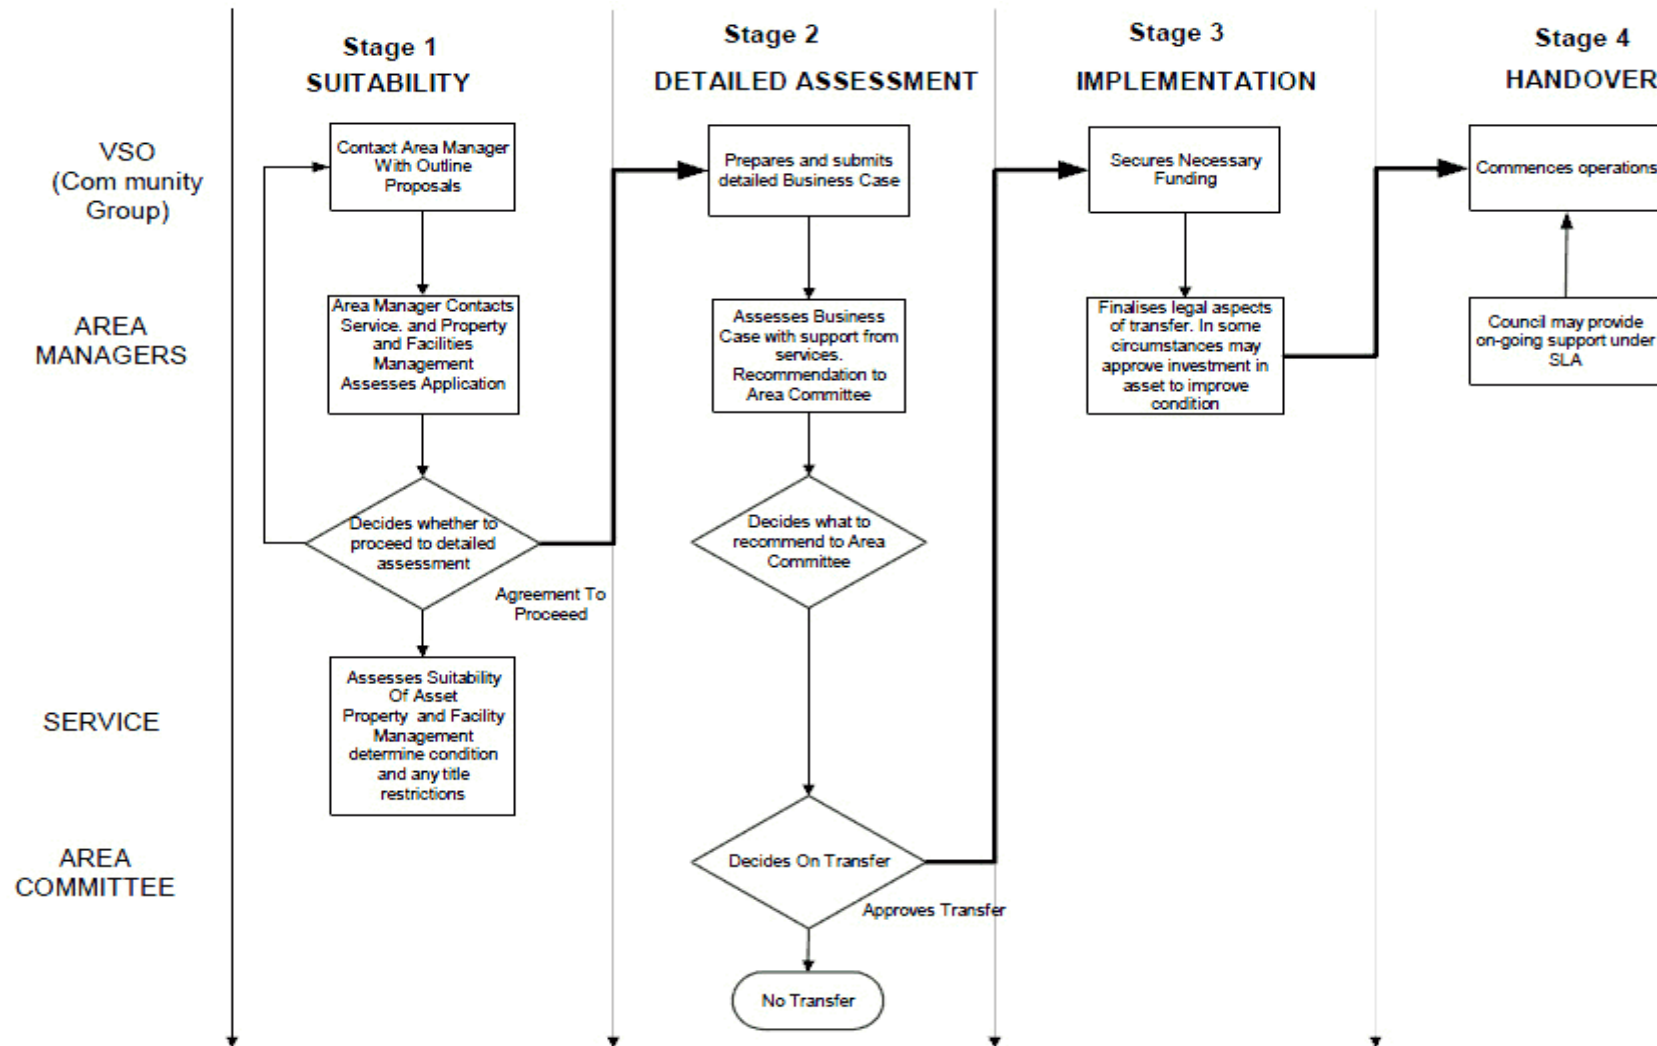 Stage 1
SUITABILITY
Stage 2
DETAILED ASSESSMENT
Stage 3
IMPLEMENTATION
Stage 4
HANDOVER
VSO
(Com munity
Group)
Contact Area Manager
With Outline
Proposals
Prepares and submits
detailed Business Case
Secures Necessary
Funding
Commences operations
AREA
MANAGERS
Area Manager Contacts
Service. and Property
and Facilities
Management
Assesses Application
Assesses Business
Case with support from
services.
Recommendation to
Area Committee
Finalises legal aspects
of transfer. In some
circumstances may
approve investment in
asset to improve
condition
Council may provide
on-going support under
SLA
Decides whether to
proceed to detailed
assessment
Agreement To
Proceeed
Decides what to
recommend to Area
Committee
SERVICE
Assesses Suitability
Of Asset
Property and Facility
Management
determine condition
and any title
restrictions
AREA
COMMITTEE
Decides On Transfer
Approves Transfer
No Transfer